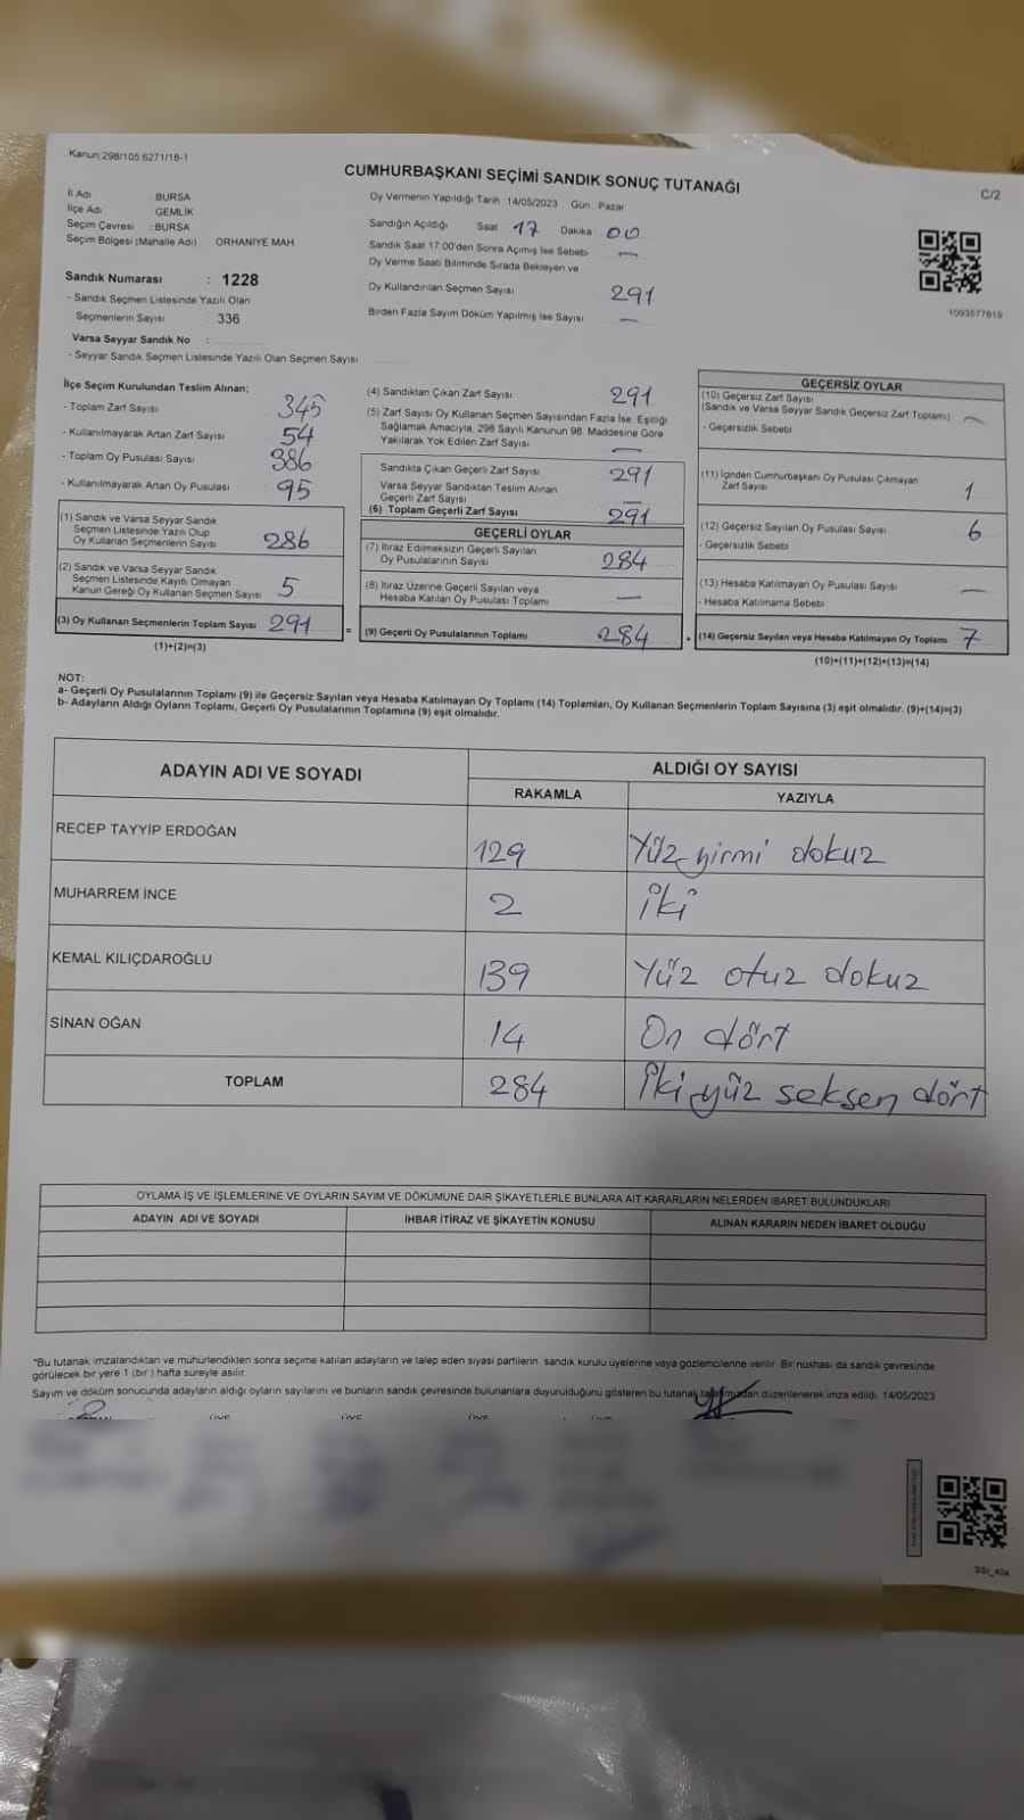 Kanun:298/105 6271/18-1
CUMHURBAŞKANI SEÇİMİ SANDIK SONUÇ TUTANAĞI
C/2
İl Adı BURSA
İlçe Adı GEMLİK
Seçim Çevresi : BURSA
Seçim Bölgesi (Mahalle Adı) ORHANİYE MAH
Oy Vermenin Yapıldığı Tarih : 14/05/2023 Gün : Pazar
Sandığın Açıldığı Saat 17 Dakika 00
Sandık Saat 17:00'den Sonra Açılmış İse Sebebi —
Oy Verme Saati Bitiminde Sırada Bekleyen ve
Oy Kullandırılan Seçmen Sayısı 291
Birden Fazla Sayım Döküm Yapılmış İse Sayısı —
Sandık Numarası : 1228
- Sandık Seçmen Listesinde Yazılı Olan
Seçmenlerin Sayısı 336
Varsa Seyyar Sandık No :
- Seyyar Sandık Seçmen Listesinde Yazılı Olan Seçmen Sayısı
İlçe Seçim Kurulundan Teslim Alınan:
- Toplam Zarf Sayısı 345
- Kullanılmayarak Artan Zarf Sayısı 54
- Toplam Oy Pusulası Sayısı 386
- Kullanılmayarak Artan Oy Pusulası 95
(1) Sandık ve Varsa Seyyar Sandık
Seçmen Listesinde Yazılı Olup
Oy Kullanan Seçmenlerin Sayısı 286
(2) Sandık ve Varsa Seyyar Sandık
Seçmen Listesinde Kayıtlı Olmayan
Kanun Gereği Oy Kullanan Seçmen Sayısı 5
(3) Oy Kullanan Seçmenlerin Toplam Sayısı 291
(1)+(2)=(3)
(4) Sandıktan Çıkan Zarf Sayısı 291
(5) Zarf Sayısı Oy Kullanan Seçmen Sayısından Fazla İse, Eşitliği
Sağlamak Amacıyla, 298 Sayılı Kanunun 98. Maddesine Göre
Yakılarak Yok Edilen Zarf Sayısı —
Sandıkta Çıkan Geçerli Zarf Sayısı 291
Varsa Seyyar Sandıktan Teslim Alınan
Geçerli Zarf Sayısı —
(6) Toplam Geçerli Zarf Sayısı 291
GEÇERLİ OYLAR
(7) İtiraz Edilmeksizin Geçerli Sayılan
Oy Pusulalarının Sayısı 284
(8) İtiraz Üzerine Geçerli Sayılan veya
Hesaba Katılan Oy Pusulası Toplamı —
= (9) Geçerli Oy Pusulalarının Toplamı 284
GEÇERSİZ OYLAR
(10) Geçersiz Zarf Sayısı
(Sandık ve Varsa Seyyar Sandık Geçersiz Zarf Toplamı) —
- Geçersizlik Sebebi
(11) İçinden Cumhurbaşkanı Oy Pusulası Çıkmayan
Zarf Sayısı 1
(12) Geçersiz Sayılan Oy Pusulası Sayısı 6
- Geçersizlik Sebebi
(13) Hesaba Katılmayan Oy Pusulası Sayısı —
- Hesaba Katılmama Sebebi
+ (14) Geçersiz Sayılan veya Hesaba Katılmayan Oy Toplamı 7
(10)+(11)+(12)+(13)=(14)
NOT:
a- Geçerli Oy Pusulalarının Toplamı (9) ile Geçersiz Sayılan veya Hesaba Katılmayan Oy Toplamı (14) Toplamları, Oy Kullanan Seçmenlerin Toplam Sayısına (3) eşit olmalıdır. (9)+(14)=(3)
b- Adayların Aldığı Oyların Toplamı, Geçerli Oy Pusulalarının Toplamına (9) eşit olmalıdır.
ADAYIN ADI VE SOYADI ALDIĞI OY SAYISI
RAKAMLA YAZIYLA
RECEP TAYYİP ERDOĞAN 129 Yüz yirmi dokuz
MUHARREM İNCE 2 iki
KEMAL KILIÇDAROĞLU 139 Yüz otuz dokuz
SİNAN OĞAN 14 On dört
TOPLAM 284 İki yüz seksen dört
OYLAMA İŞ VE İŞLEMLERİNE VE OYLARIN SAYIM VE DÖKÜMÜNE DAİR ŞİKAYETLERLE BUNLARA AİT KARARLARIN NELERDEN İBARET BULUNDUKLARI
ADAYIN ADI VE SOYADI İHBAR İTİRAZ VE ŞİKAYETİN KONUSU ALINAN KARARIN NEDEN İBARET OLDUĞU
*Bu tutanak imzalandıktan ve mühürlendikten sonra seçime katılan adayların ve talep eden siyasi partilerin sandık kurulu üyelerine veya gözlemcilerine verilir. Bir nüshası da sandık çevresinde
görülecek bir yere 1 (bir) hafta süreyle asılır.
Sayım ve döküm sonucunda adayların aldığı oyların sayılarını ve bunların sandık çevresinde bulunanlara duyurulduğunu gösteren bu tutanak düzenlenerek imza edildi. 14/05/2023